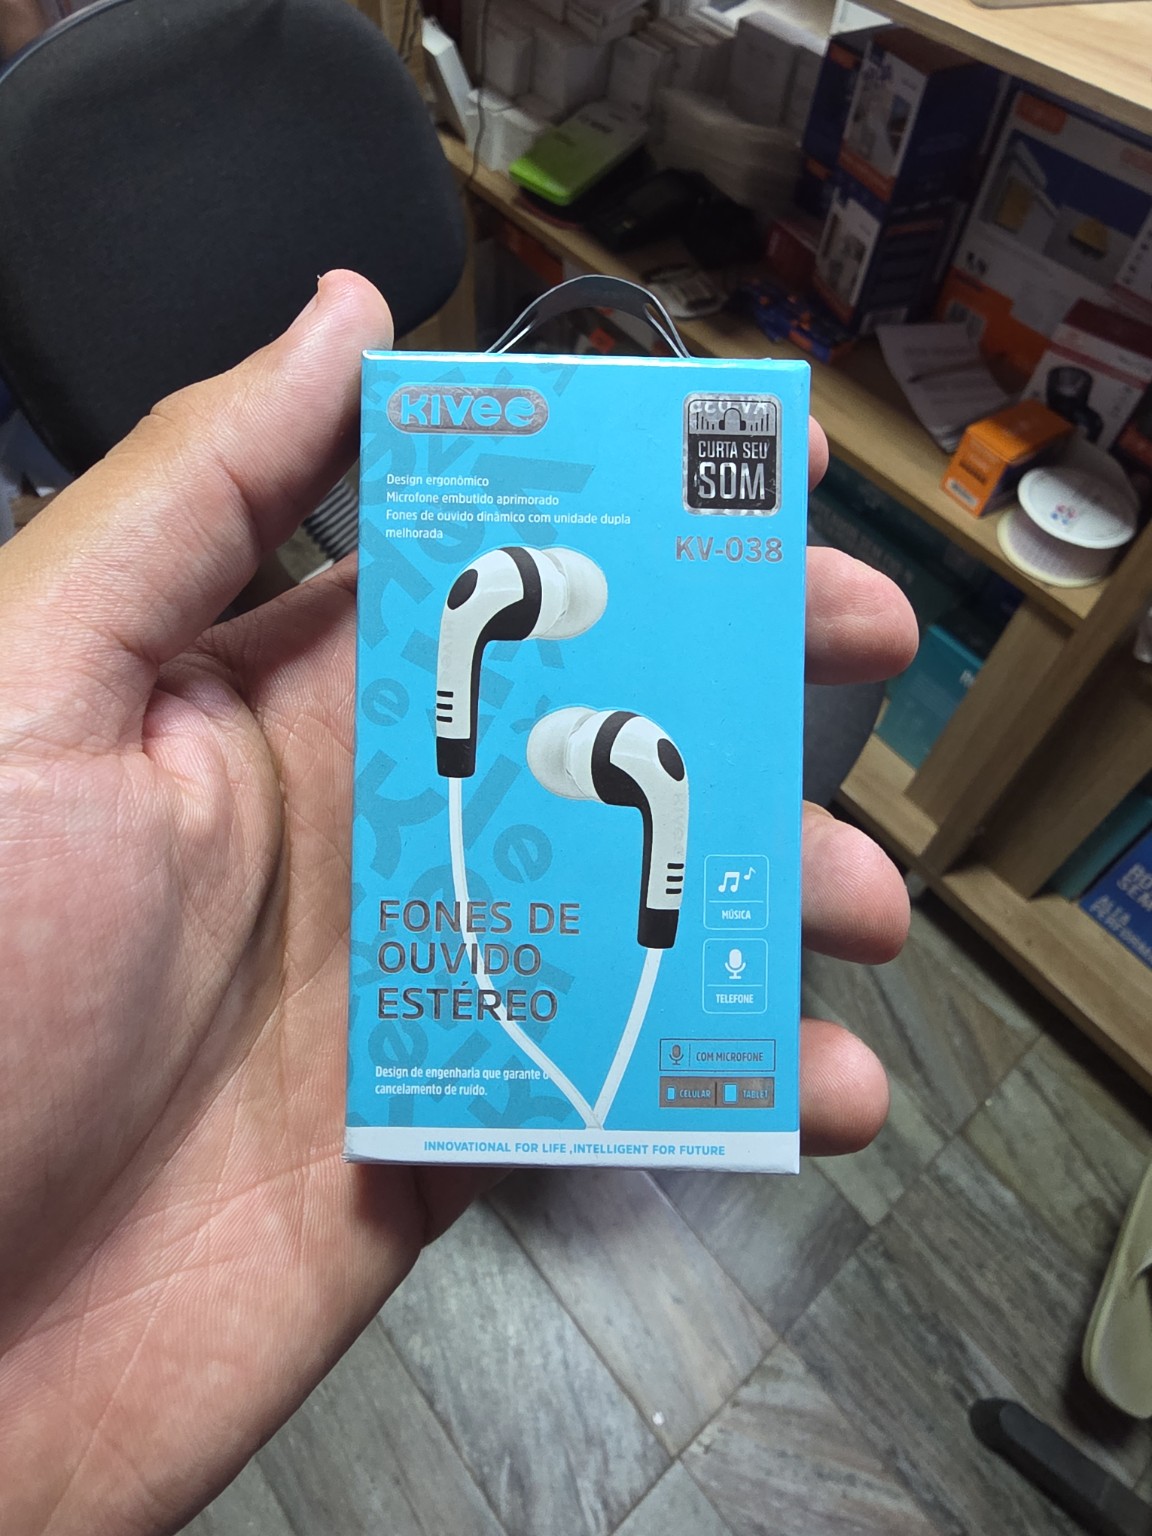 Kivee
CURTA SEU
SOM
KV-038
Design ergonômico
Microfone embutido aprimorado
Fones de ouvido dinâmico com unidade dupla
melhorada
FONES DE
OUVIDO
ESTÉREO
MÚSICA
TELEFONE
COM MICROFONE
CELULAR
TABLET
Design de engenharia que garante o
cancelamento de ruído.
INNOVATIONAL FOR LIFE ,INTELLIGENT FOR FUTURE